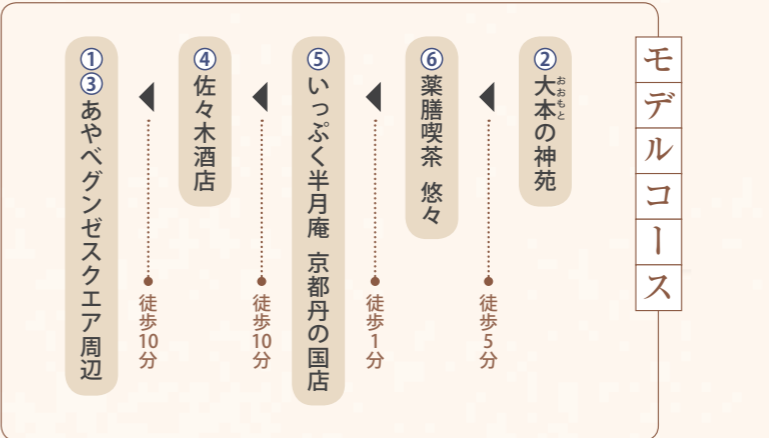 モデルコース
②大本の神苑
おおもと
徒歩5分
⑥薬膳喫茶 悠々
徒歩1分
⑤いっぷく半月庵 京都丹の国店
徒歩10分
④佐々木酒店
徒歩10分
①③あやべグンゼスクエア周辺